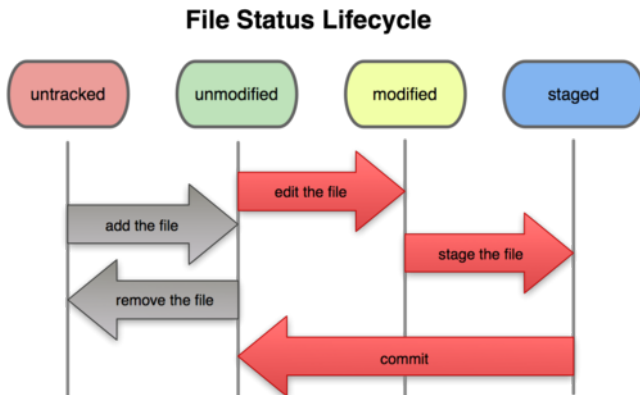 File Status Lifecycle
untracked
unmodified
modified
staged
edit the file
add the file
stage the file
remove the file
commit